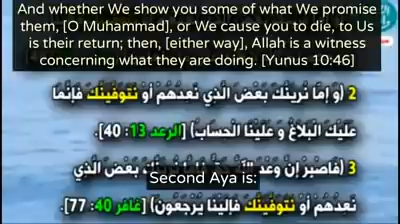 And whether We show you some of what We promise
them, [O Muhammad], or We cause you to die, to Us
is their return; then, [either way], Allah is a witness
concerning what they are doing. [Yunus 10:46]
2 (وَإِمَّا نُرِيَنَّكَ بَعْضَ الَّذِي نَعِدُهُمْ أَوْ نَتَوَفَّيَنَّكَ فَإِنَّمَا
عَلَيْكَ الْبَلَاغُ وَعَلَيْنَا الْحِسَابُ) [الرعد 13: 40].
3 (فَاصْبِرْ إِنَّ وَعْدَ بَعْضَ الَّذِي
Second Aya is:
نَعِدُهُمْ أَوْ نَتَوَفَّيَنَّكَ فَإِلَيْنَا يُرْجَعُونَ) [غافر 40: 77].